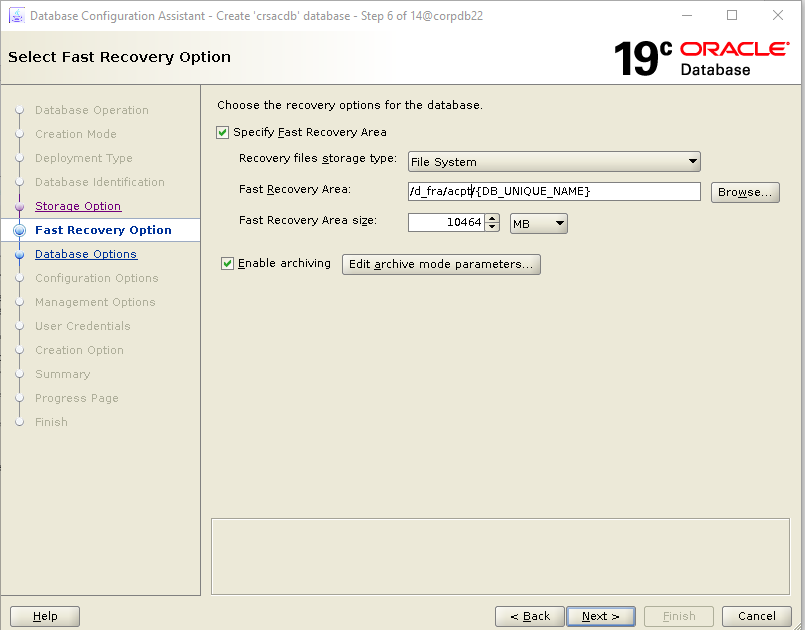 Database Configuration Assistant - Create 'crsacdb' database - Step 6 of 14@corpdb22
Select Fast Recovery Option
19c ORACLE
Database
Database Operation
Creation Mode
Deployment Type
Database Identification
Storage Option
Fast Recovery Option
Database Options
Configuration Options
Management Options
User Credentials
Creation Option
Summary
Progress Page
Finish
Choose the recovery options for the database.
Specify Fast Recovery Area
Recovery files storage type: File System
Fast Recovery Area: /d_fra/acpt/{DB_UNIQUE_NAME} Browse...
Fast Recovery Area size: 10464 MB
Enable archiving Edit archive mode parameters...
Help < Back Next > Finish Cancel